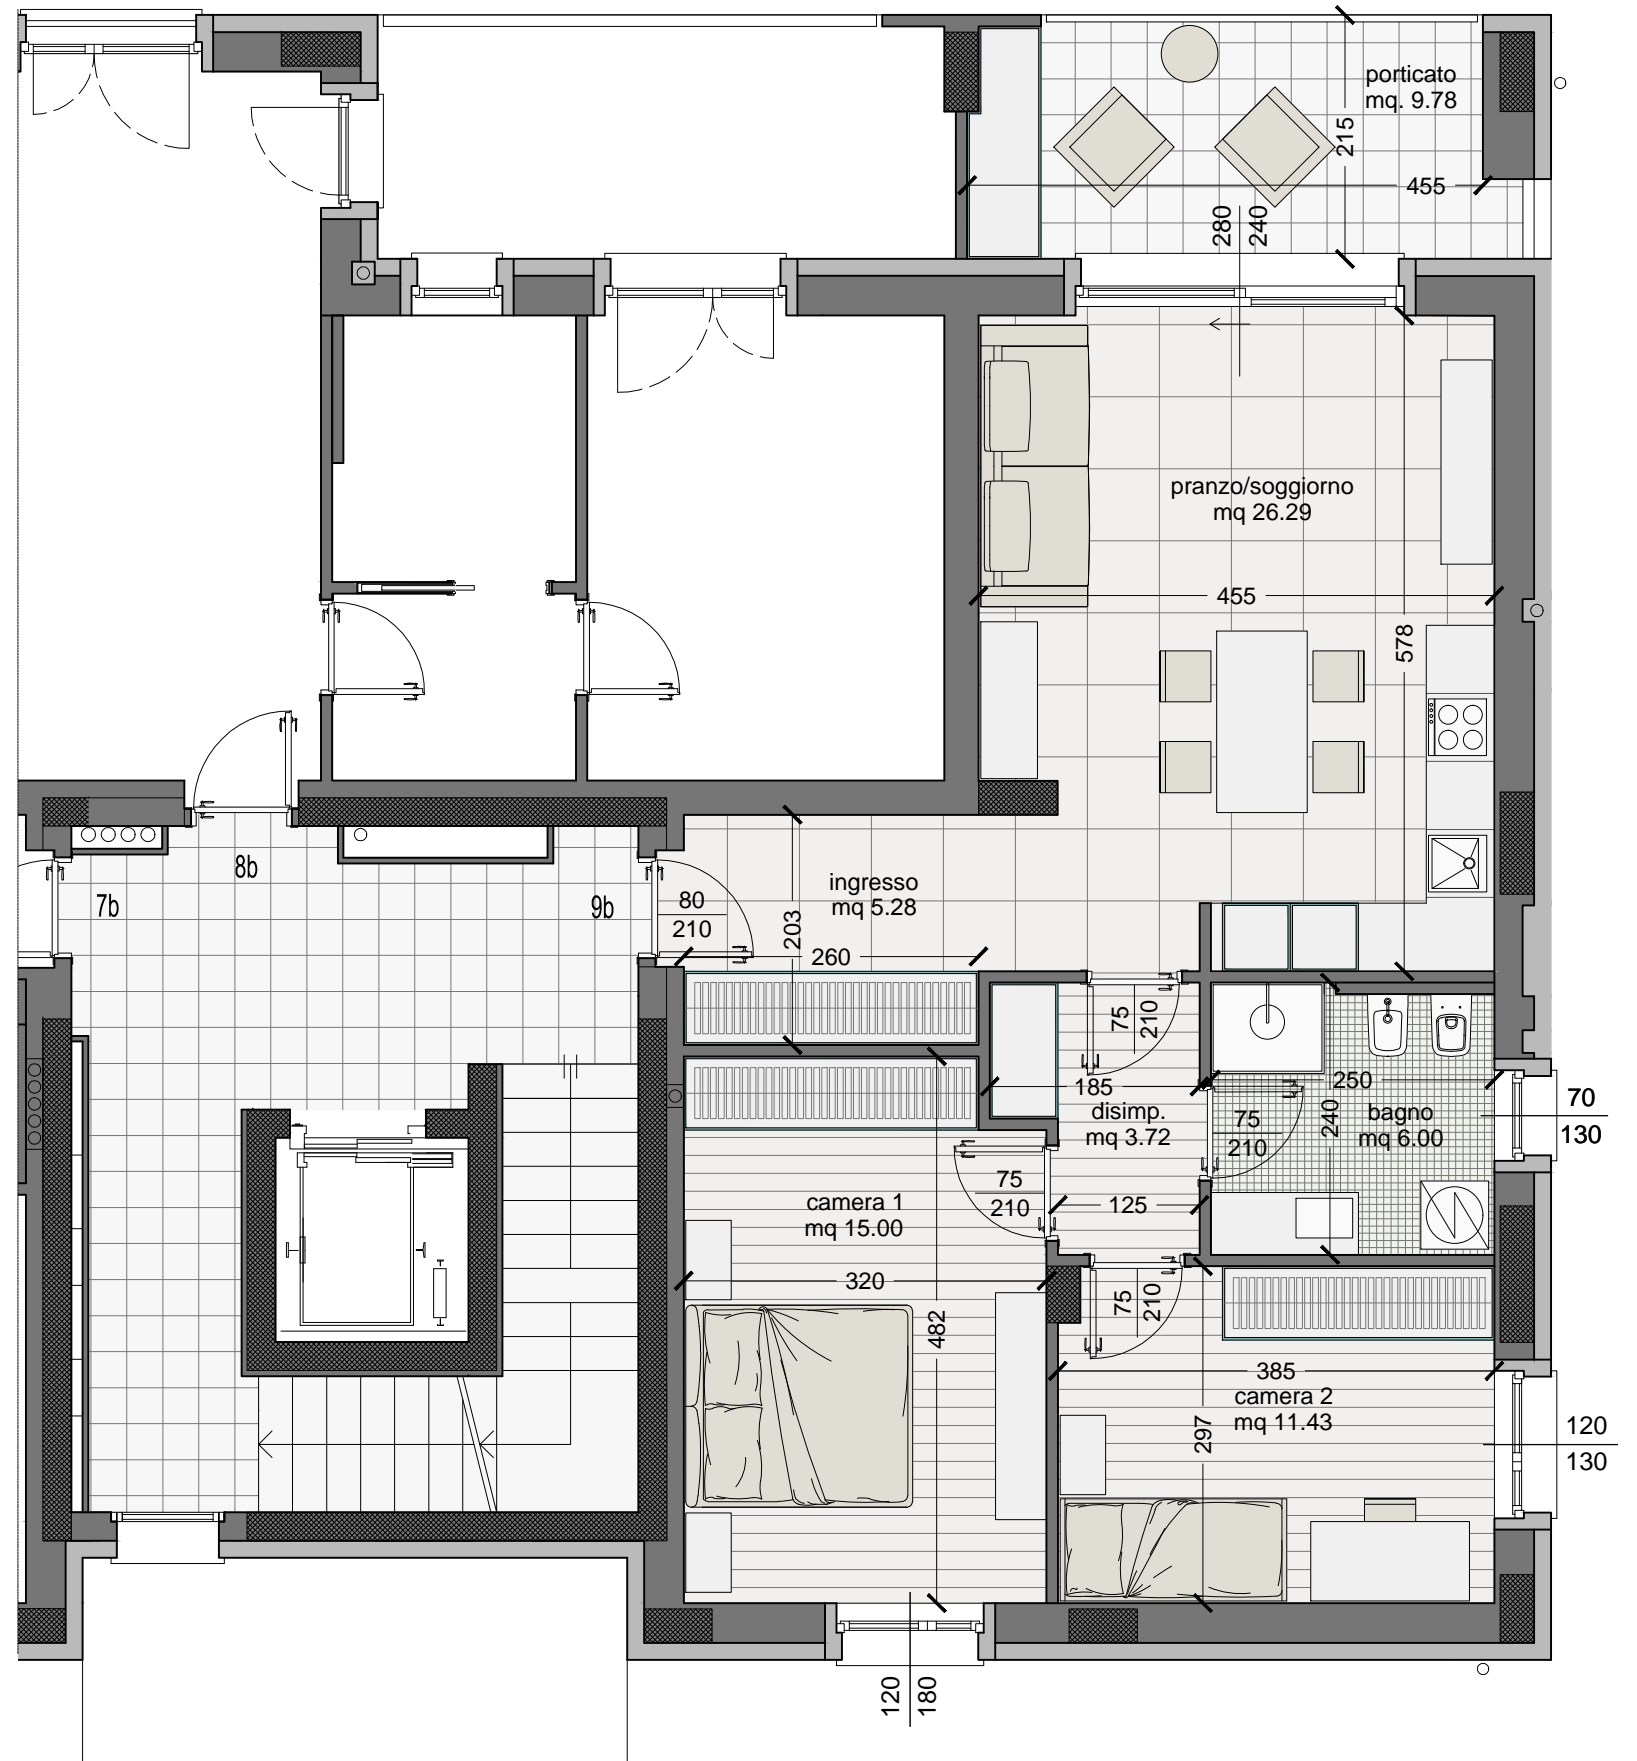 porticato
mq. 9.78
215
455
280
240
pranzo/soggiorno
mq 26.29
455
578
8b
7b
9b
80
210
ingresso
mq 5.28
203
260
75
210
185
disimp.
mq 3.72
250
240
bagno
mq 6.00
75
210
70
130
75
210
125
camera 1
mq 15.00
320
482
75
210
385
camera 2
mq 11.43
297
120
130
120
180